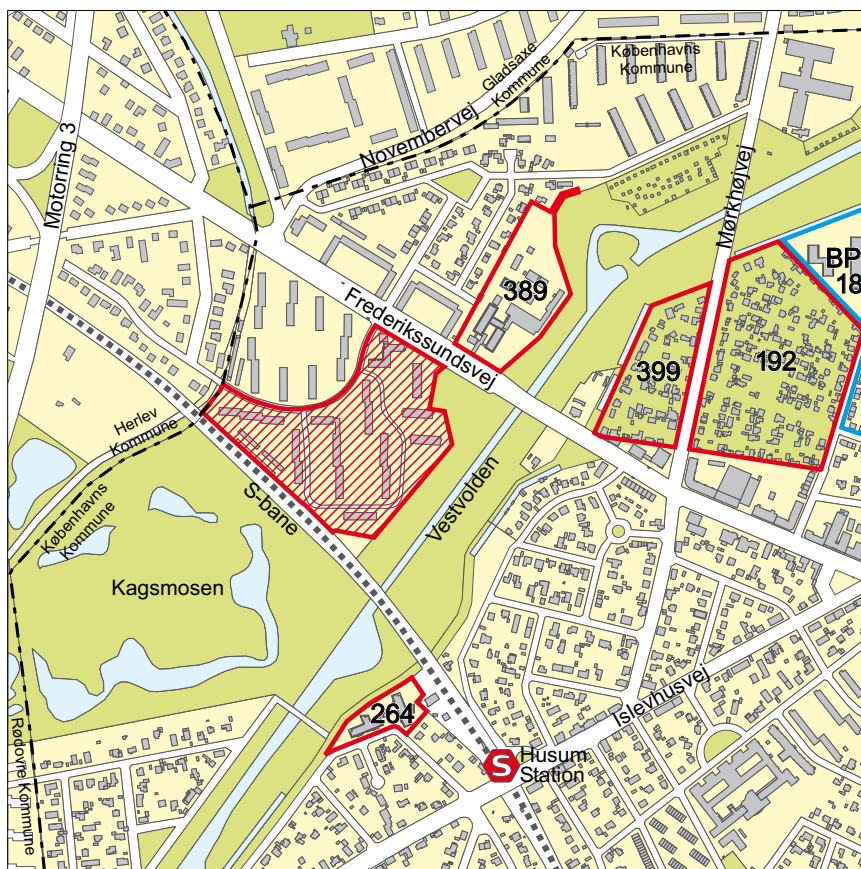 Københavns
Kommune
Gladsaxe
Kommune
Novembervej
Motorring 3
Mørkhøjvej
BP
18
389
Frederikssundsvej
399
192
Herlev
Kommune
Københavns
Kommune
S-bane
Vestvolden
Kagsmosen
Islevhusvej
264
Rødovre Kommune
S
Husum
Station